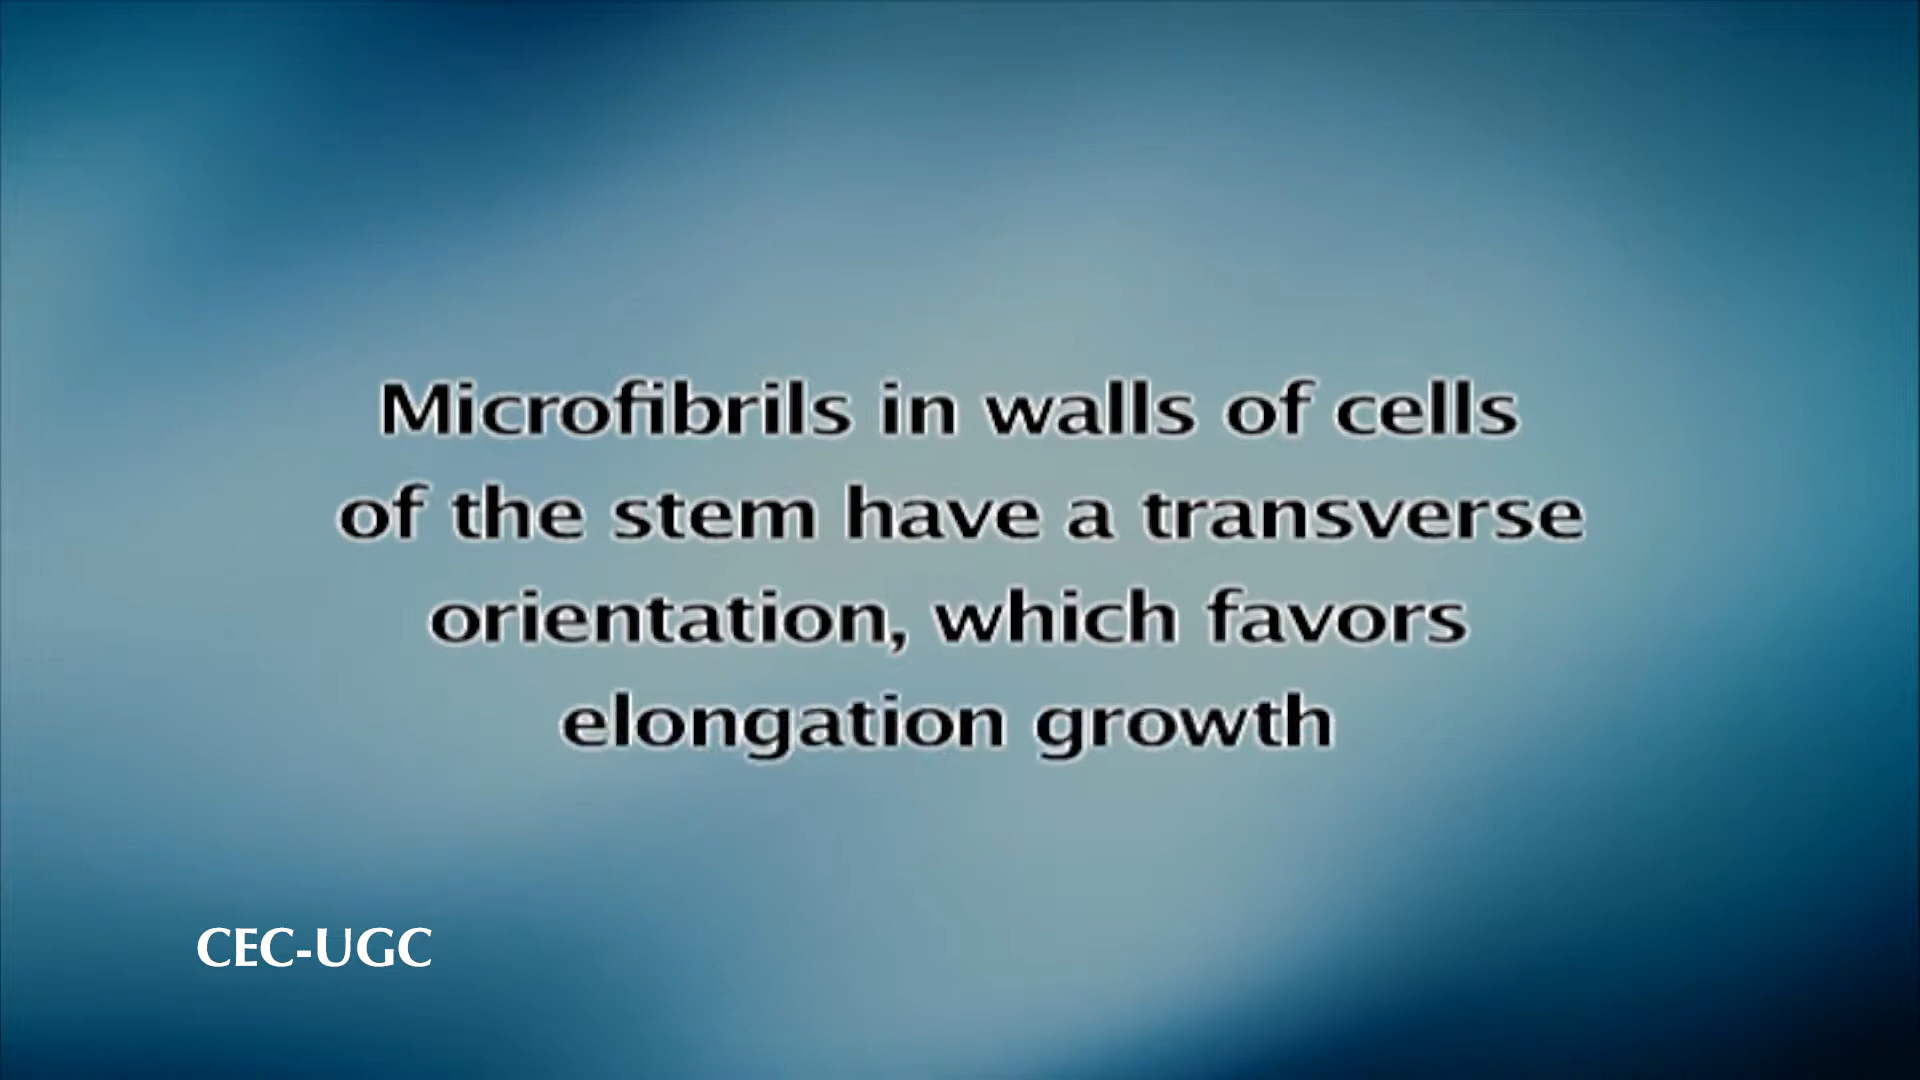 Microfibrils in walls of cells
of the stem have a transverse
orientation, which favors
elongation growth
CEC-UGC